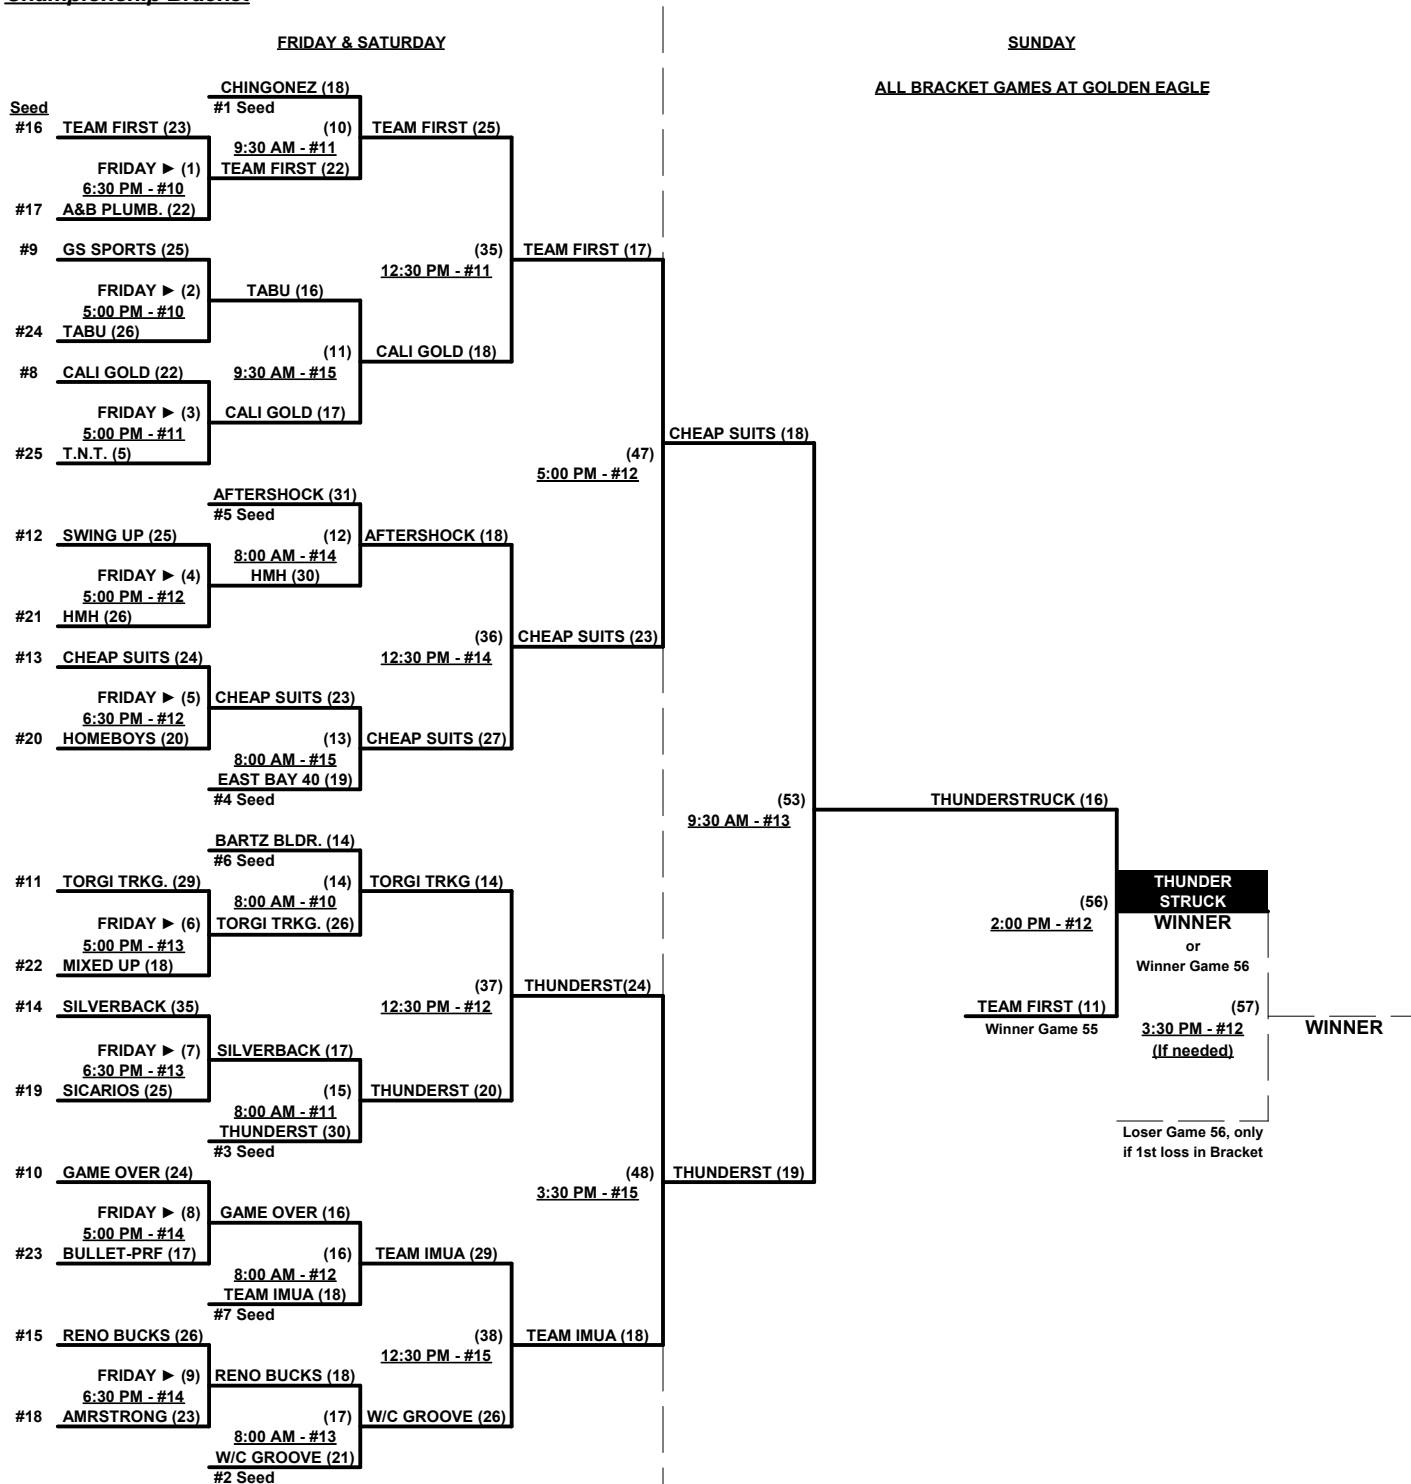 Championship Bracket
FRIDAY & SATURDAY
SUNDAY
CHINGONEZ (18)
ALL BRACKET GAMES AT GOLDEN EAGLE
Seed
#1 Seed
#16 TEAM FIRST (23)
(10) TEAM FIRST (25)
9:30 AM - #11
FRIDAY ► (1) TEAM FIRST (22)
6:30 PM - #10
#17 A&B PLUMB. (22)
#9 GS SPORTS (25)
(35) TEAM FIRST (17)
12:30 PM - #11
FRIDAY ► (2) TABU (16)
5:00 PM - #10
#24 TABU (26)
(11) CALI GOLD (18)
#8 CALI GOLD (22)
9:30 AM - #15
FRIDAY ► (3) CALI GOLD (17)
5:00 PM - #11
CHEAP SUITS (18)
#25 T.N.T. (5)
(47)
5:00 PM - #12
AFTERSHOCK (31)
#5 Seed
#12 SWING UP (25)
(12) AFTERSHOCK (18)
8:00 AM - #14
FRIDAY ► (4) HMH (30)
5:00 PM - #12
#21 HMH (26)
(36) CHEAP SUITS (23)
#13 CHEAP SUITS (24)
12:30 PM - #14
FRIDAY ► (5) CHEAP SUITS (23)
6:30 PM - #12
#20 HOMEBOYS (20)
(13) CHEAP SUITS (27)
8:00 AM - #15
EAST BAY 40 (19)
#4 Seed
(53) THUNDERSTRUCK (16)
9:30 AM - #13
BARTZ BLDR. (14)
#6 Seed
#11 TORGI TRKG. (29)
(14) TORGI TRKG (14)
THUNDER
STRUCK
8:00 AM - #10
(56)
FRIDAY ► (6) TORGI TRKG. (26)
2:00 PM - #12
WINNER
5:00 PM - #13
or
#22 MIXED UP (18)
Winner Game 56
(37) THUNDERST(24)
#14 SILVERBACK (35)
12:30 PM - #12
TEAM FIRST (11)
(57)
Winner Game 55
3:30 PM - #12
WINNER
(If needed)
FRIDAY ► (7) SILVERBACK (17)
6:30 PM - #13
#19 SICARIOS (25)
(15) THUNDERST (20)
8:00 AM - #11
THUNDERST (30)
#3 Seed
Loser Game 56, only
if 1st loss in Bracket
#10 GAME OVER (24)
(48) THUNDERST (19)
3:30 PM - #15
FRIDAY ► (8) GAME OVER (16)
5:00 PM - #14
#23 BULLET-PRF (17)
(16) TEAM IMUA (29)
8:00 AM - #12
TEAM IMUA (18)
#7 Seed
#15 RENO BUCKS (26)
(38) TEAM IMUA (18)
12:30 PM - #15
FRIDAY ► (9) RENO BUCKS (18)
6:30 PM - #14
#18 AMRSTRONG (23)
(17) W/C GROOVE (26)
8:00 AM - #13
W/C GROOVE (21)
#2 Seed